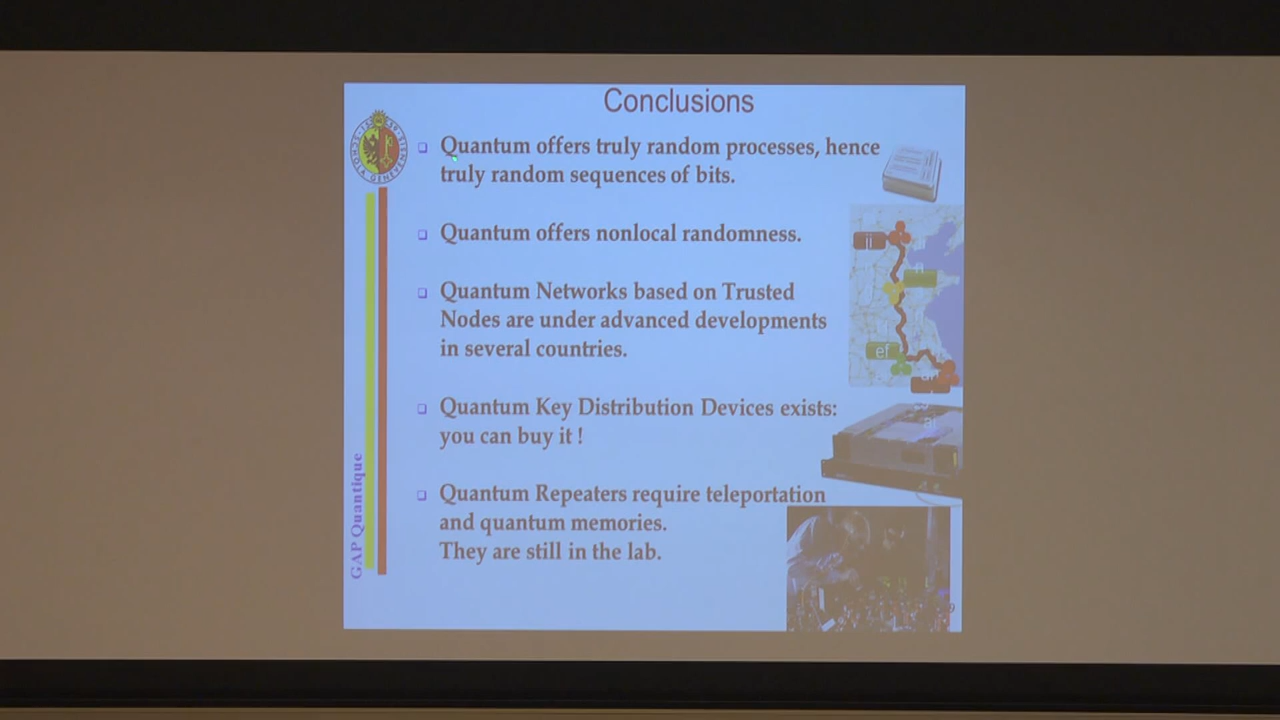 Conclusions
Quantum offers truly random processes, hence
truly random sequences of bits.
Quantum offers nonlocal randomness.
Quantum Networks based on Trusted
Nodes are under advanced developments
in several countries.
Quantum Key Distribution Devices exists:
you can buy it !
Quantum Repeaters require teleportation
and quantum memories.
They are still in the lab.
GAP Quantique
SCHOLA GENEVENSIS